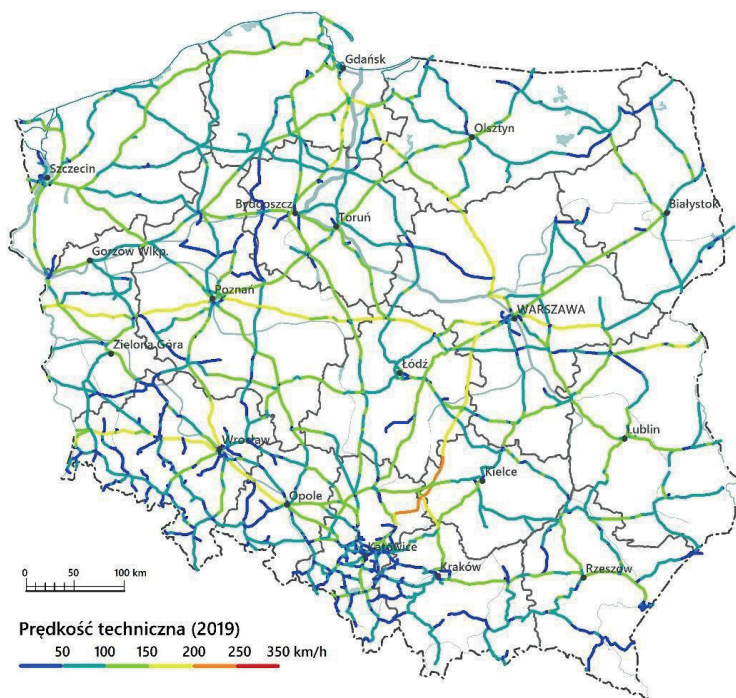 Gdańsk
Olsztyn
Szczecin
Białystok
Bydgoszcz
Toruń
Gorzów Wlkp.
Poznań
WARSZAWA
Zielona Góra
Łódź
Lublin
Wrocław
Kielce
Opole
Katowice
Kraków
Rzeszów
0 100 km
Prędkość techniczna (2019)
50 100 150 200 250 350 km/h